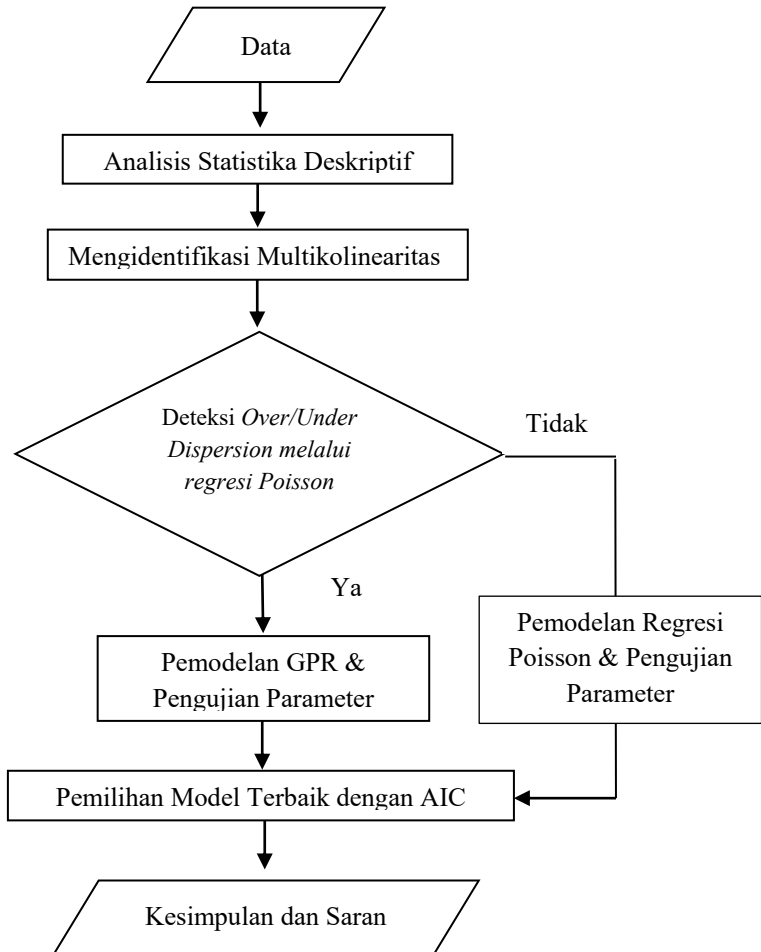 Data
Analisis Statistika Deskriptif
Mengidentifikasi Multikolinearitas
Deteksi Over/Under
Dispersion melalui
regresi Poisson
Tidak
Ya
Pemodelan GPR &
Pengujian Parameter
Pemodelan Regresi
Poisson & Pengujian
Parameter
Pemilihan Model Terbaik dengan AIC
Kesimpulan dan Saran